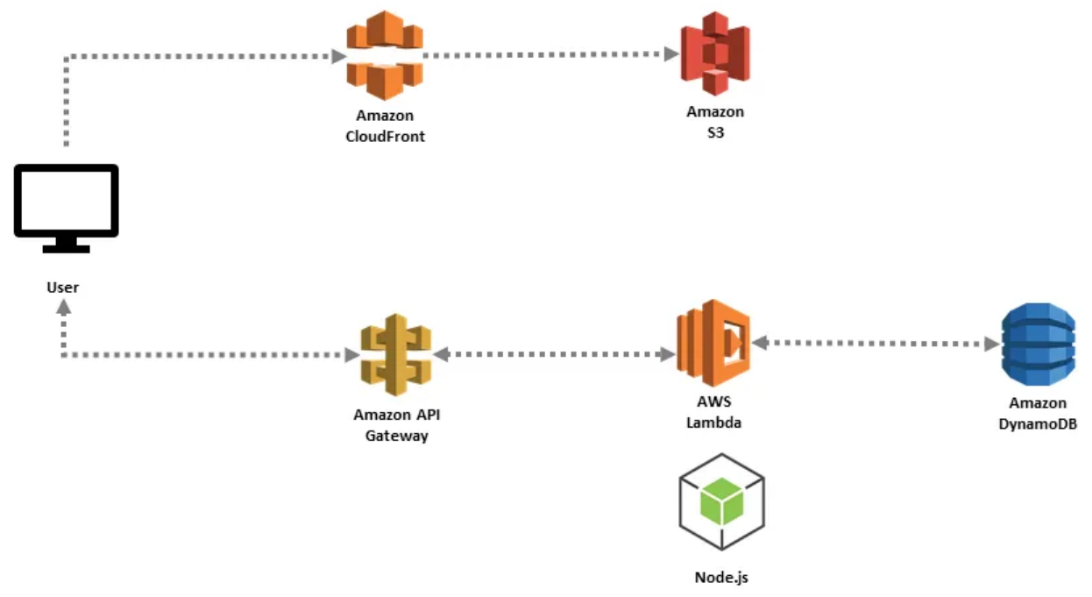 Amazon
CloudFront
Amazon
S3
User
Amazon API
Gateway
AWS
Lambda
Amazon
DynamoDB
Node.js